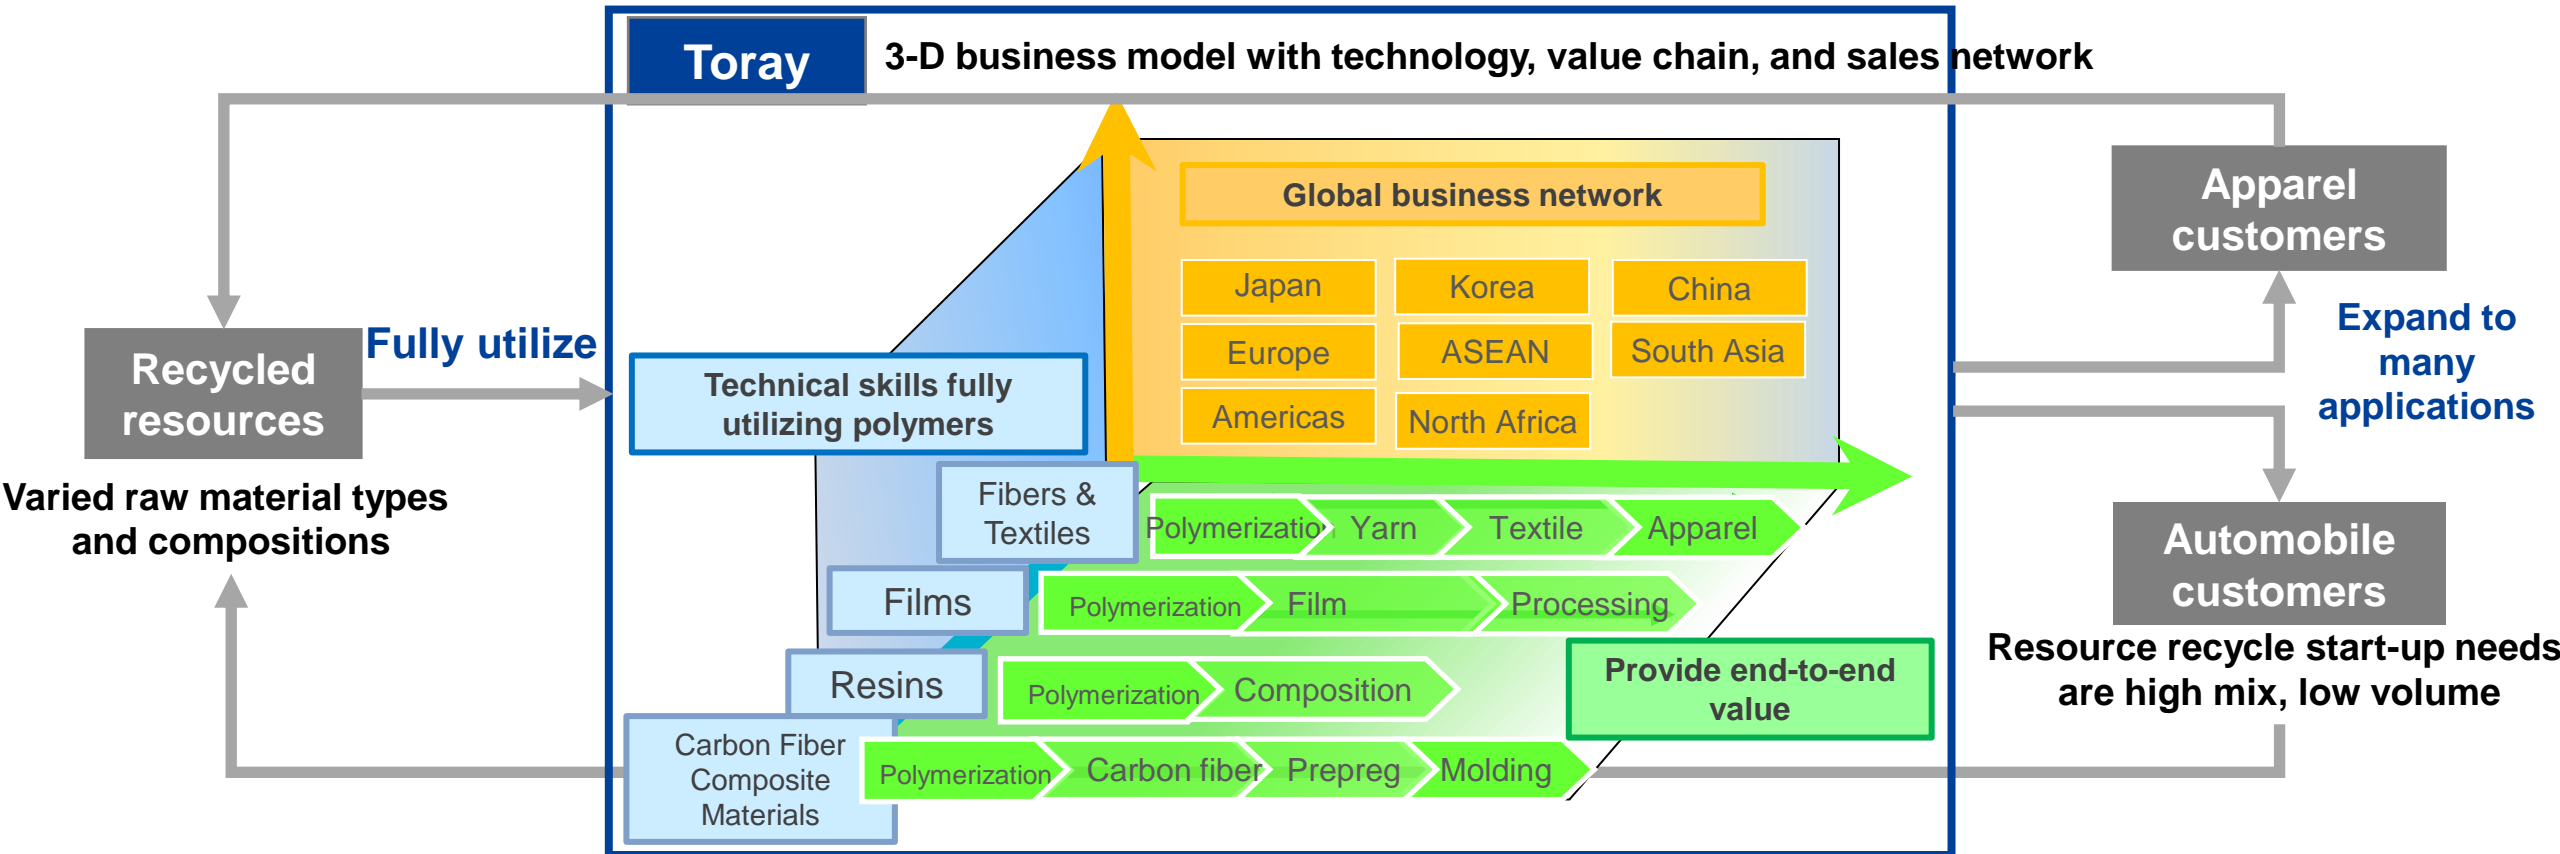 Toray
3-D business model with technology, value chain, and sales network
Global business network
Japan
Korea
China
Europe
ASEAN
South Asia
Americas
North Africa
Apparel
customers
Expand to
many
applications
Recycled
resources
Fully utilize
Varied raw material types
and compositions
Technical skills fully
utilizing polymers
Fibers &
Textiles
Polymerization
Yarn
Textile
Apparel
Films
Polymerization
Film
Processing
Resins
Polymerization
Composition
Carbon Fiber
Composite
Materials
Polymerization
Carbon fiber
Prepreg
Molding
Provide end-to-end
value
Automobile
customers
Resource recycle start-up needs
are high mix, low volume